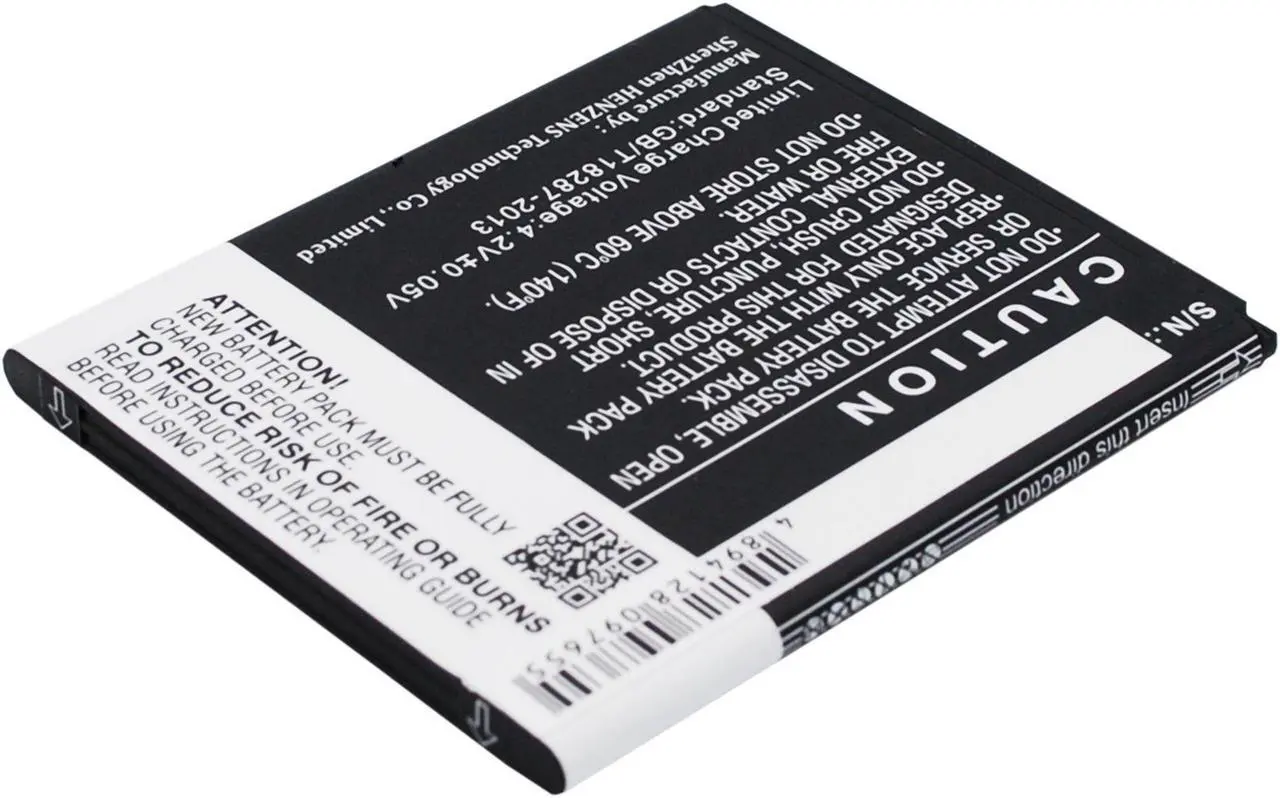 S/N.:
CAUTION
•DO NOT ATTEMPT TO DISASSEMBLE, OPEN
OR SERVICE THE BATTERY PACK.
•REPLACE ONLY WITH THE BATTERY PACK
DESIGNATED FOR THIS PRODUCT.
•DO NOT CRUSH, PUNCTURE, SHORT
EXTERNAL CONTACTS OR DISPOSE OF IN
FIRE OR WATER.
•DO NOT STORE ABOVE 60℃ (140℉).
Limited Charge Voltage:4.2V±0.05V
Standard:GB/T18287-2013
Manufacture by:
ShenZhen HENZENS Technology Co., Limited
ATTENTION!
NEW BATTERY PACK MUST BE FULLY
CHARGED BEFORE USE.
TO REDUCE RISK OF FIRE OR BURNS
READ INSTRUCTIONS IN OPERATING GUIDE
BEFORE USING THE BATTERY.
4 894128 097655
Insert this direction